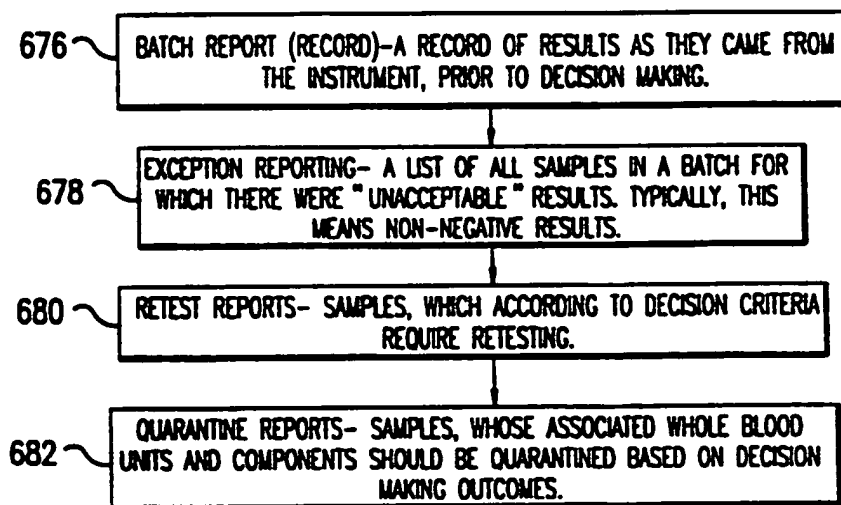 676
BATCH REPORT (RECORD)-A RECORD OF RESULTS AS THEY CAME FROM
THE INSTRUMENT, PRIOR TO DECISION MAKING.
678
EXCEPTION REPORTING- A LIST OF ALL SAMPLES IN A BATCH FOR
WHICH THERE WERE "UNACCEPTABLE" RESULTS. TYPICALLY, THIS
MEANS NON-NEGATIVE RESULTS.
680
RETEST REPORTS- SAMPLES, WHICH ACCORDING TO DECISION CRITERIA
REQUIRE RETESTING.
682
QUARANTINE REPORTS- SAMPLES, WHOSE ASSOCIATED WHOLE BLOOD
UNITS AND COMPONENTS SHOULD BE QUARANTINED BASED ON DECISION
MAKING OUTCOMES.